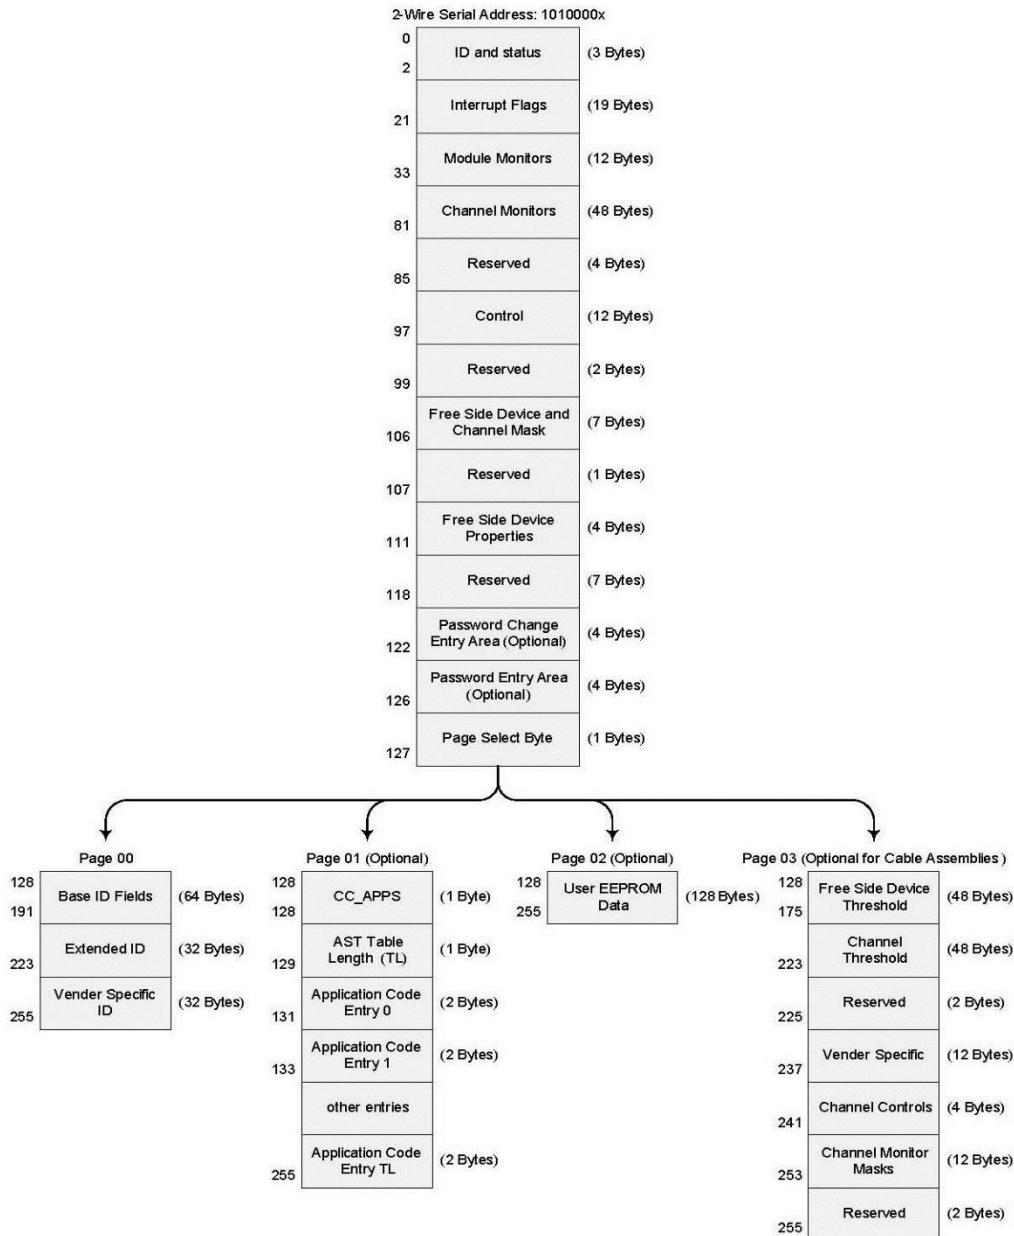 2-Wire Serial Address: 1010000x
0
2
ID and status
(3 Bytes)
21
Interrupt Flags
(19 Bytes)
33
Module Monitors
(12 Bytes)
81
Channel Monitors
(48 Bytes)
85
Reserved
(4 Bytes)
97
Control
(12 Bytes)
99
Reserved
(2 Bytes)
106
Free Side Device and
Channel Mask
(7 Bytes)
107
Reserved
(1 Bytes)
111
Free Side Device
Properties
(4 Bytes)
118
Reserved
(7 Bytes)
122
Password Change
Entry Area (Optional)
(4 Bytes)
126
Password Entry Area
(Optional)
(4 Bytes)
127
Page Select Byte
(1 Bytes)
Page 00
128
191
Base ID Fields
(64 Bytes)
223
Extended ID
(32 Bytes)
255
Vender Specific
ID
(32 Bytes)
Page 01 (Optional)
128
128
CC_APPS
(1 Byte)
129
AST Table
Length (TL)
(1 Byte)
131
Application Code
Entry 0
(2 Bytes)
133
Application Code
Entry 1
(2 Bytes)
other entries
255
Application Code
Entry TL
(2 Bytes)
Page 02 (Optional)
128
255
User EEPROM
Data
(128 Bytes)
Page 03 (Optional for Cable Assemblies )
128
175
Free Side Device
Threshold
(48 Bytes)
223
Channel
Threshold
(48 Bytes)
225
Reserved
(2 Bytes)
237
Vender Specific
(12 Bytes)
241
Channel Controls
(4 Bytes)
253
Channel Monitor
Masks
(12 Bytes)
255
Reserved
(2 Bytes)